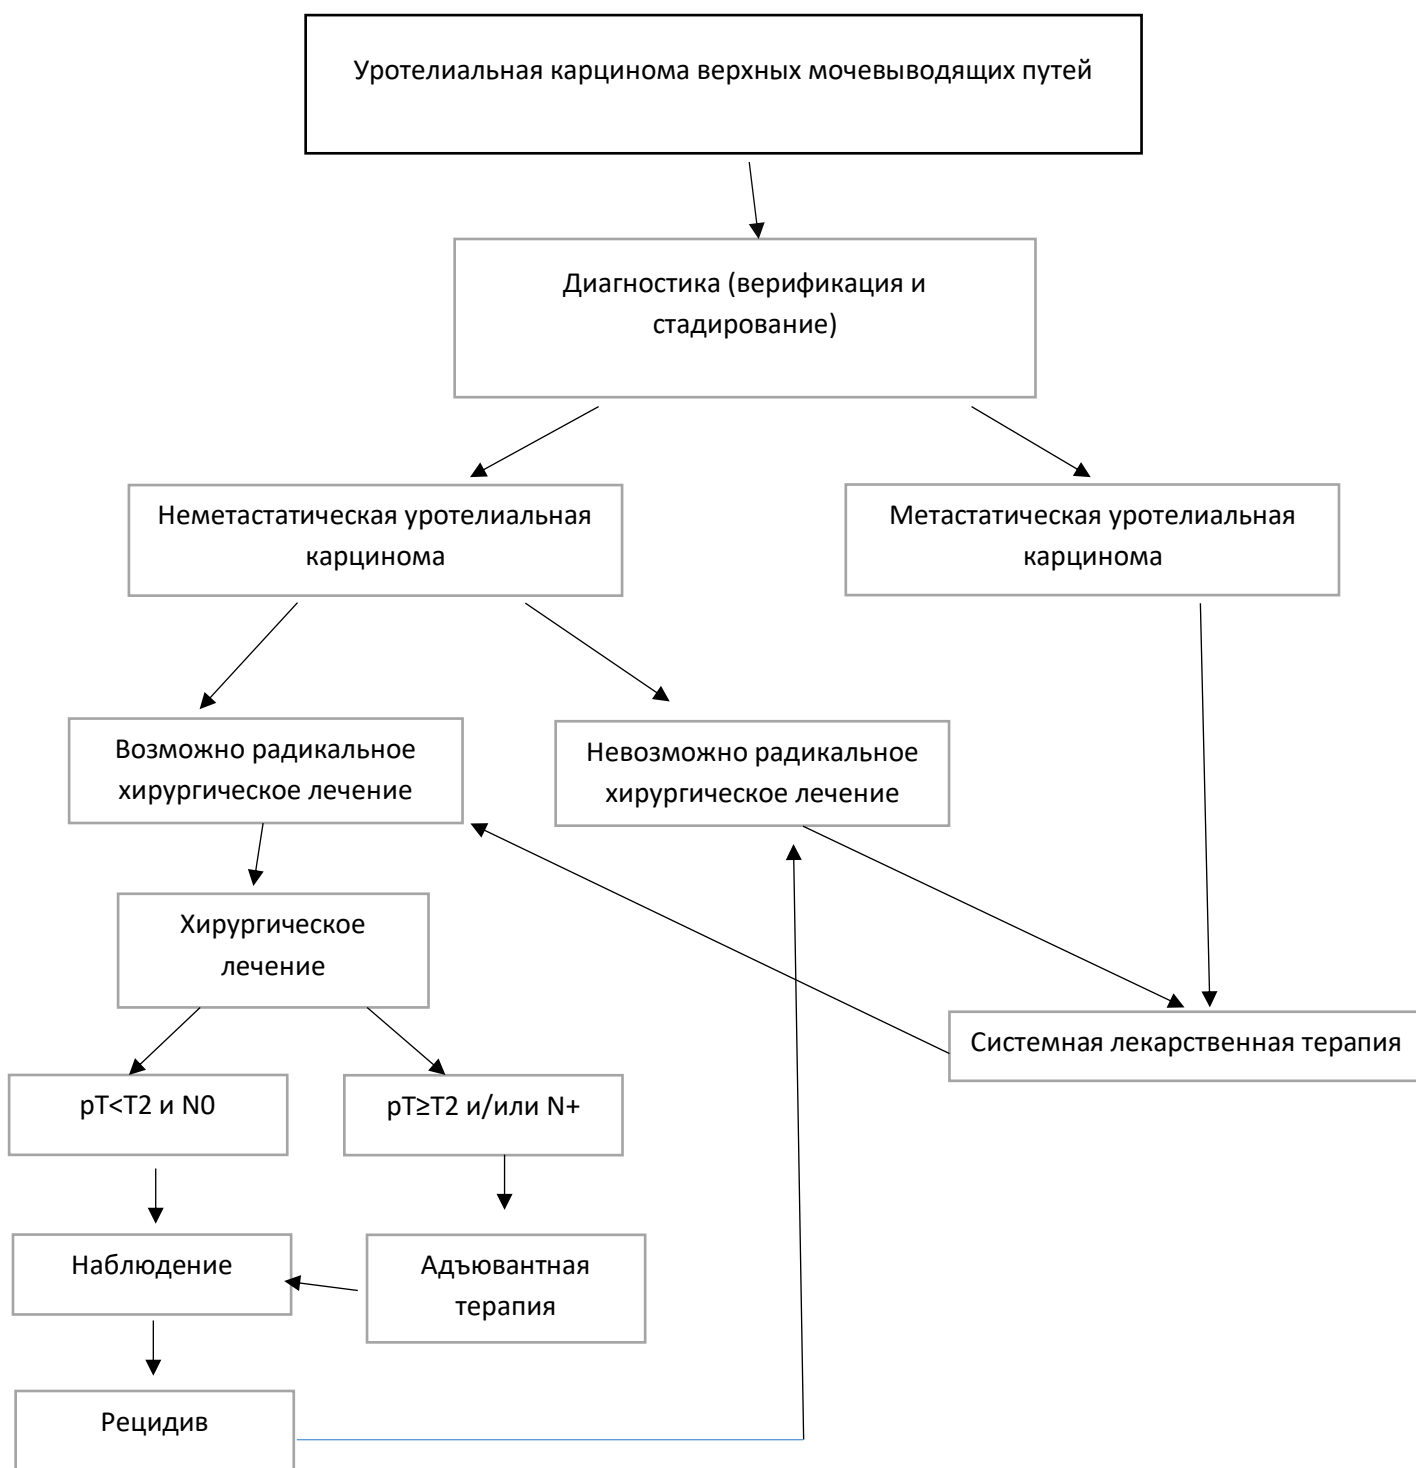 Уротелиальная карцинома верхных мочевыводящих путей
Диагностика (верификация и
стадирование)
Неметастатическая уротелиальная
карцинома
Метастатическая уротелиальная
карцинома
Возможно радикальное
хирургическое лечение
Невозможно радикальное
хирургическое лечение
Хирургическое
лечение
Системная лекарственная терапия
pT<T2 и N0
pT≥T2 и/или N+
Наблюдение
Адъювантная
терапия
Рецидив